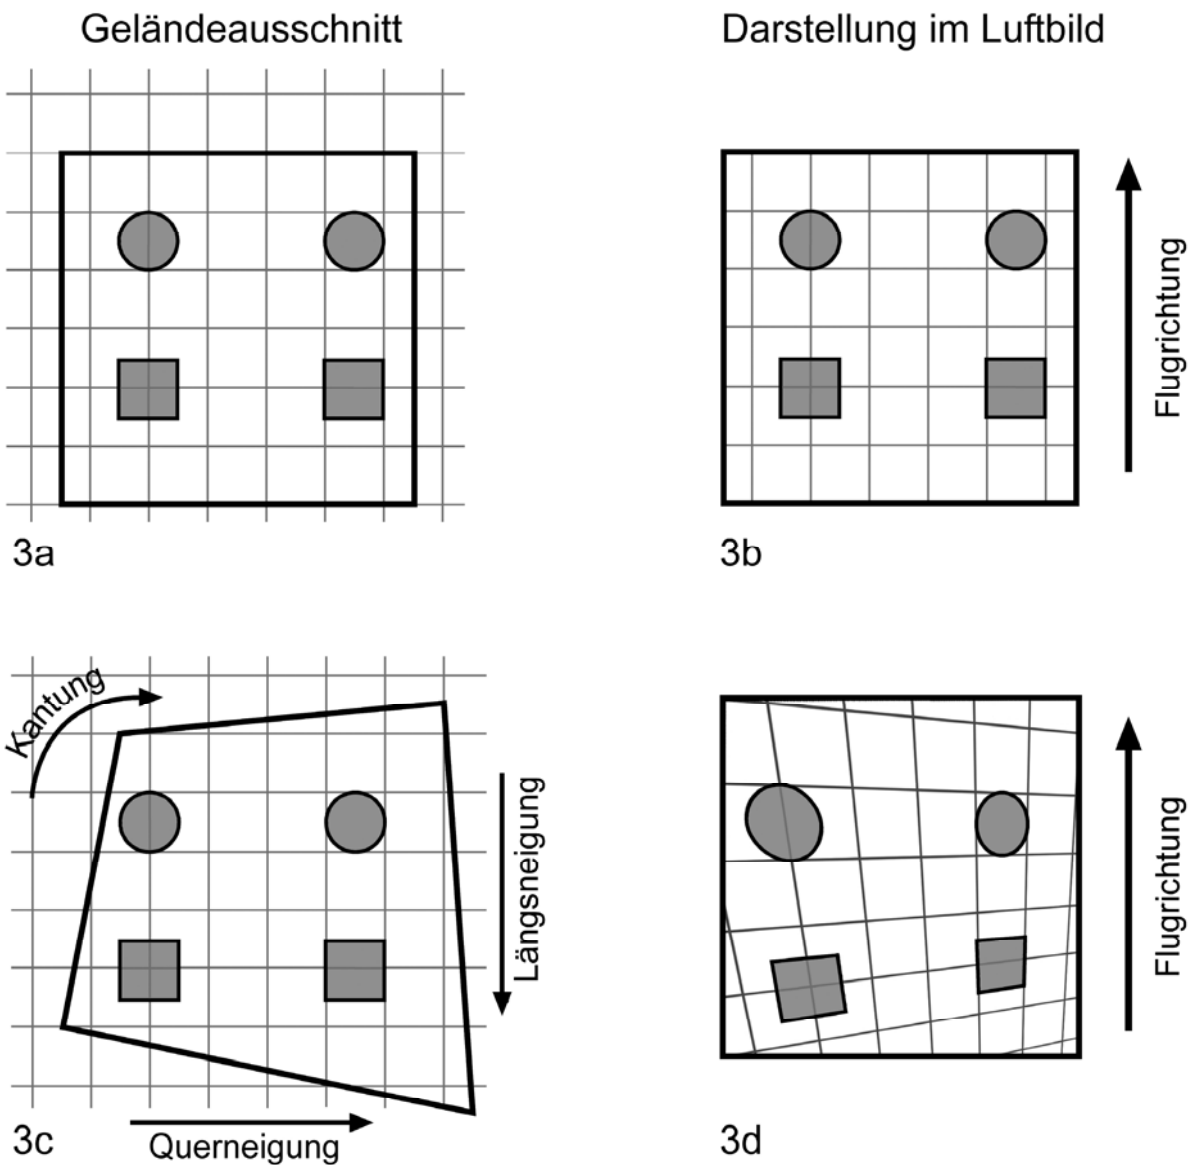 Geländeausschnitt
Darstellung im Luftbild
Flugrichtung
3a
3b
Kantung
Längsneigung
Flugrichtung
3c
Querneigung
3d